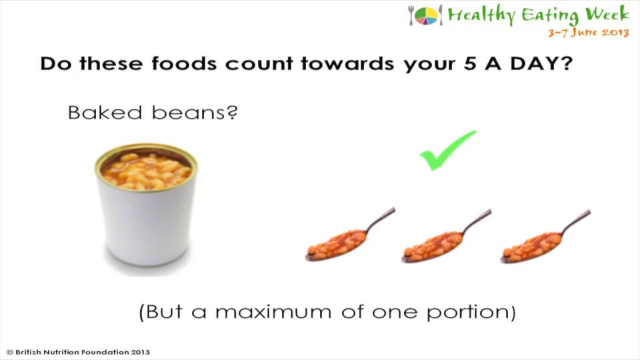 Healthy Eating Week
3-7 June 2013
Do these foods count towards your 5 A DAY?
Baked beans?
(But a maximum of one portion)
© British Nutrition Foundation 2013